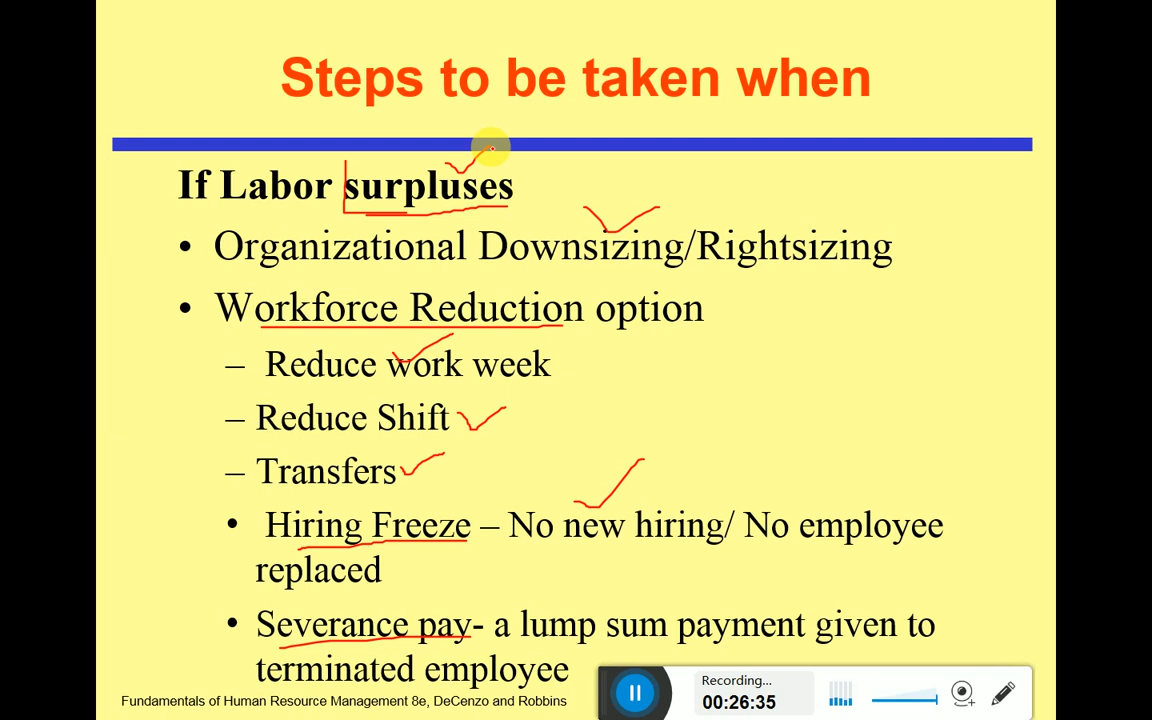 Steps to be taken when
If Labor surpluses
• Organizational Downsizing/Rightsizing
• Workforce Reduction option
– Reduce work week
– Reduce Shift
– Transfers
• Hiring Freeze – No new hiring/ No employee
replaced
• Severance pay- a lump sum payment given to
terminated employee
Fundamentals of Human Resource Management 8e, DeCenzo and Robbins
Recording...
00:26:35